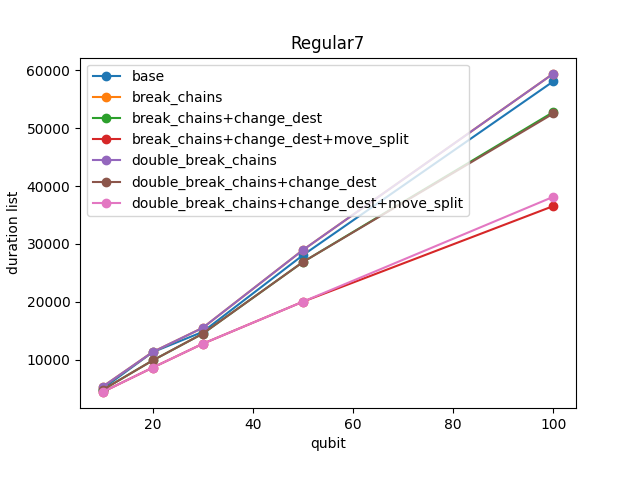 Regular7
60000
50000
40000
30000
20000
10000
duration list
base
break_chains
break_chains+change_dest
break_chains+change_dest+move_split
double_break_chains
double_break_chains+change_dest
double_break_chains+change_dest+move_split
20 40 60 80 100
qubit